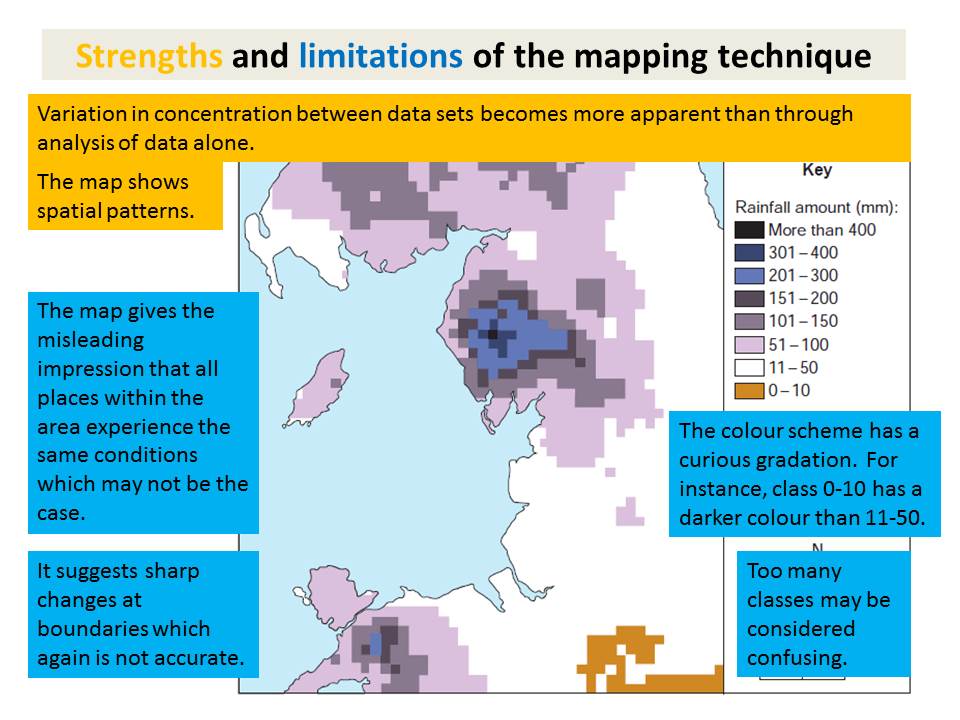 Strengths and limitations of the mapping technique
Variation in concentration between data sets becomes more apparent than through
analysis of data alone.
The map shows
spatial patterns.
Key
Rainfall amount (mm):
More than 400
301 – 400
201 – 300
151 – 200
101 – 150
51 – 100
11 – 50
0 – 10
The map gives the
misleading
impression that all
places within the
area experience the
same conditions
which may not be the
case.
The colour scheme has a
curious gradation. For
instance, class 0-10 has a
darker colour than 11-50.
It suggests sharp
changes at
boundaries which
again is not accurate.
N
Too many
classes may be
considered
confusing.